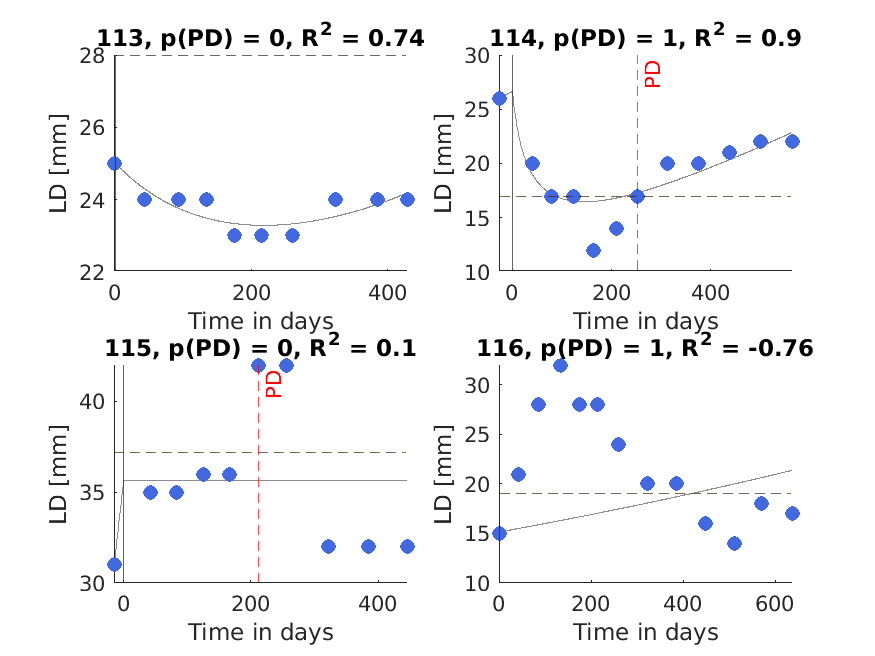 113, p(PD) = 0, R² = 0.74
28
26
24
22
LD [mm]
0
200
400
Time in days
114, p(PD) = 1, R² = 0.9
30
25
20
15
10
LD [mm]
PD
0
200
400
Time in days
115, p(PD) = 0, R² = 0.1
40
35
30
LD [mm]
PD
0
200
400
Time in days
116, p(PD) = 1, R² = -0.76
30
25
20
15
10
LD [mm]
0
200
400
600
Time in days